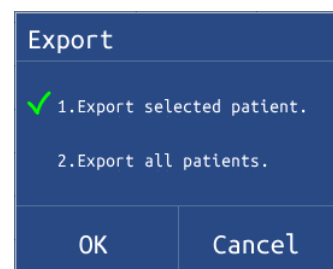 Export
1.Export selected patient.
2.Export all patients.
OK
Cancel